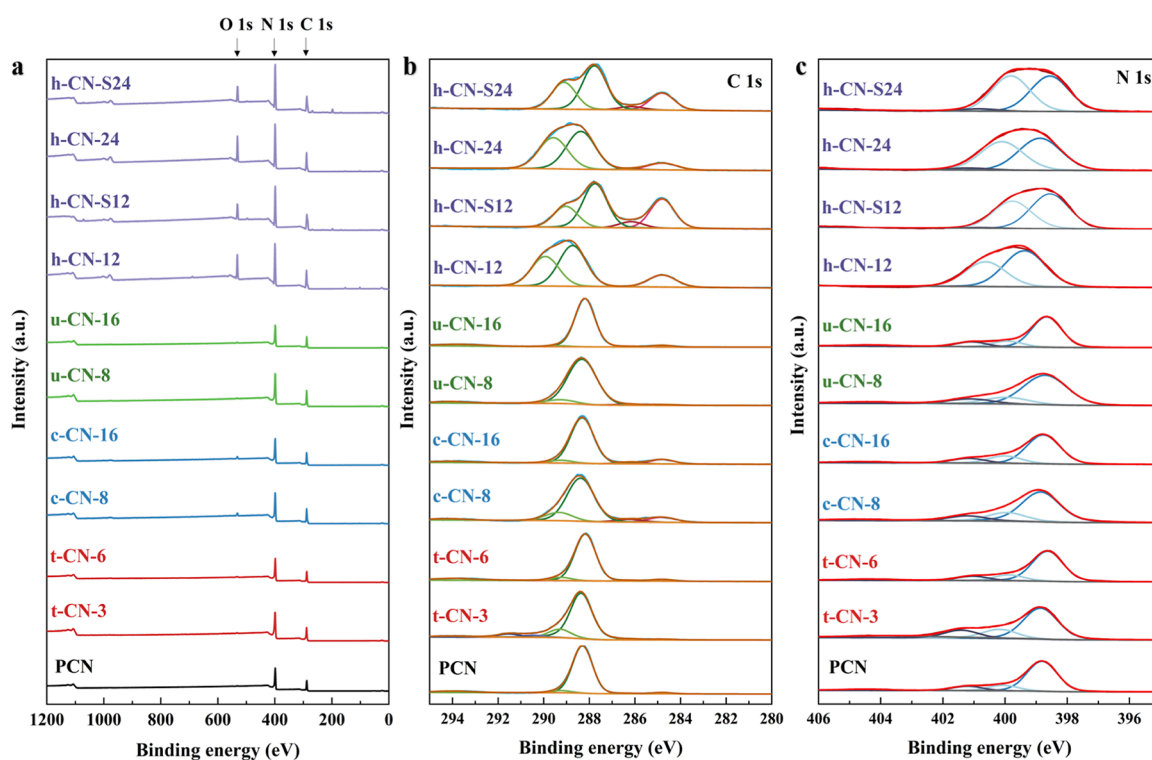 O 1s N 1s C 1s
a
h-CN-S24
h-CN-24
h-CN-S12
h-CN-12
u-CN-16
u-CN-8
c-CN-16
c-CN-8
t-CN-6
t-CN-3
PCN
Intensity (a.u.)
1200 1000 800 600 400 200 0
Binding energy (eV)
b
C 1s
h-CN-S24
h-CN-24
h-CN-S12
h-CN-12
u-CN-16
u-CN-8
c-CN-16
c-CN-8
t-CN-6
t-CN-3
PCN
Intensity (a.u.)
294 292 290 288 286 284 282 280
Binding energy (eV)
c
N 1s
h-CN-S24
h-CN-24
h-CN-S12
h-CN-12
u-CN-16
u-CN-8
c-CN-16
c-CN-8
t-CN-6
t-CN-3
PCN
Intensity (a.u.)
406 404 402 400 398 396
Binding energy (eV)